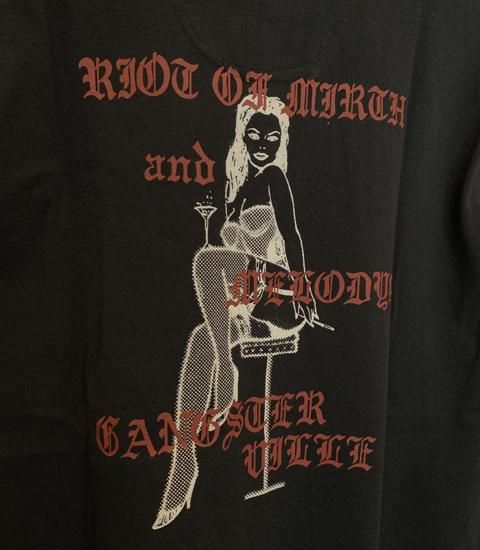 RIOT OF MIRTH
and
MELODY!
GANGSTER
VILLE